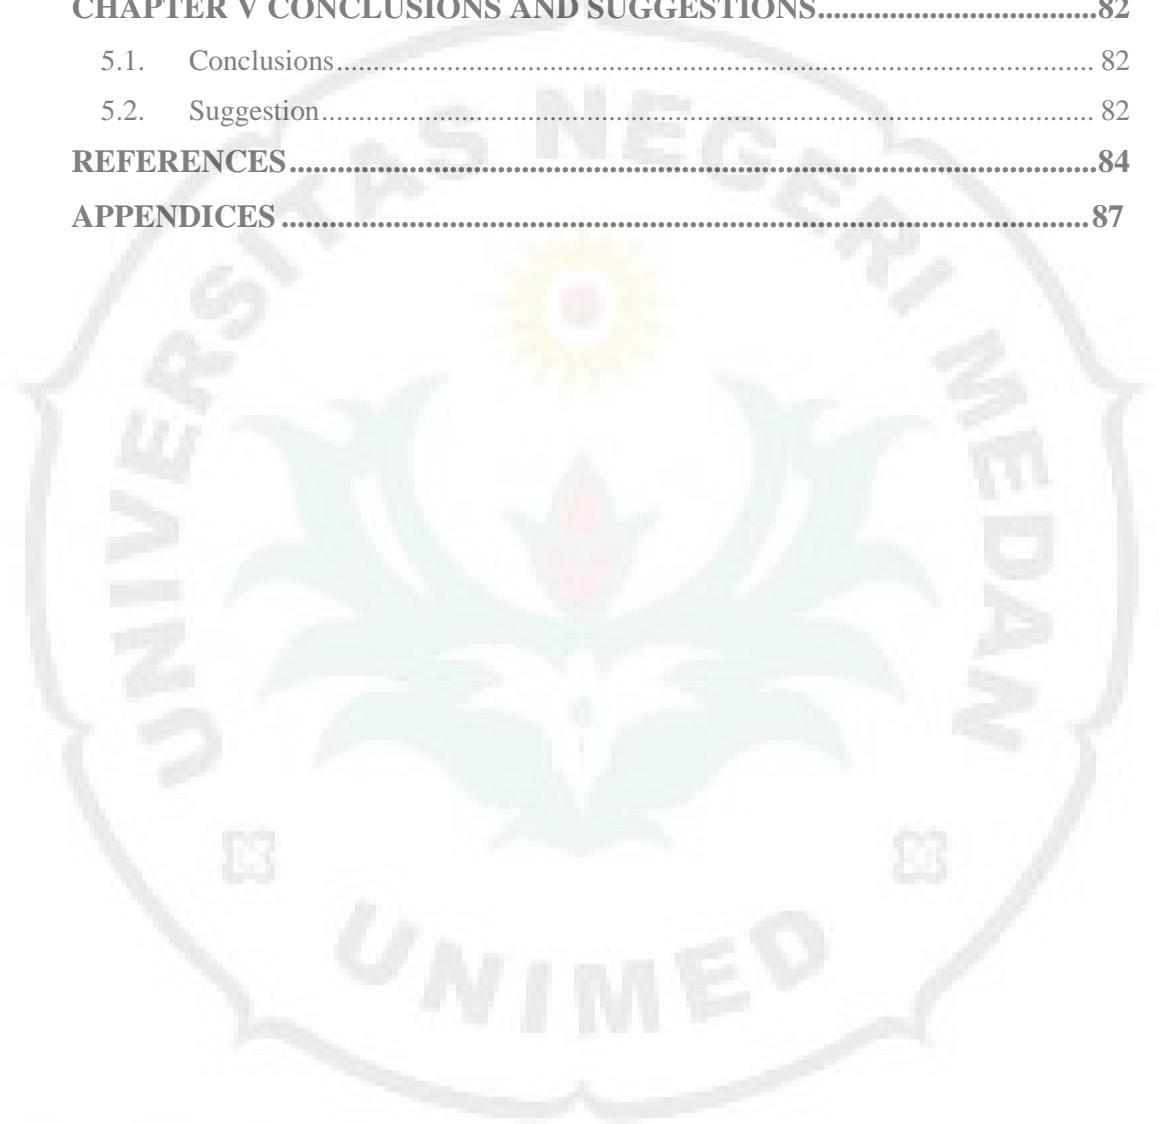 CHAPTER V CONCLUSIONS AND SUGGESTIONS..................................82
5.1. Conclusions................................................................................................ 82
5.2. Suggestion.................................................................................................. 82
REFERENCES.....................................................................................................84
APPENDICES .....................................................................................................87
UNIVERSITAS NEGERI MEDAN
UNIMED